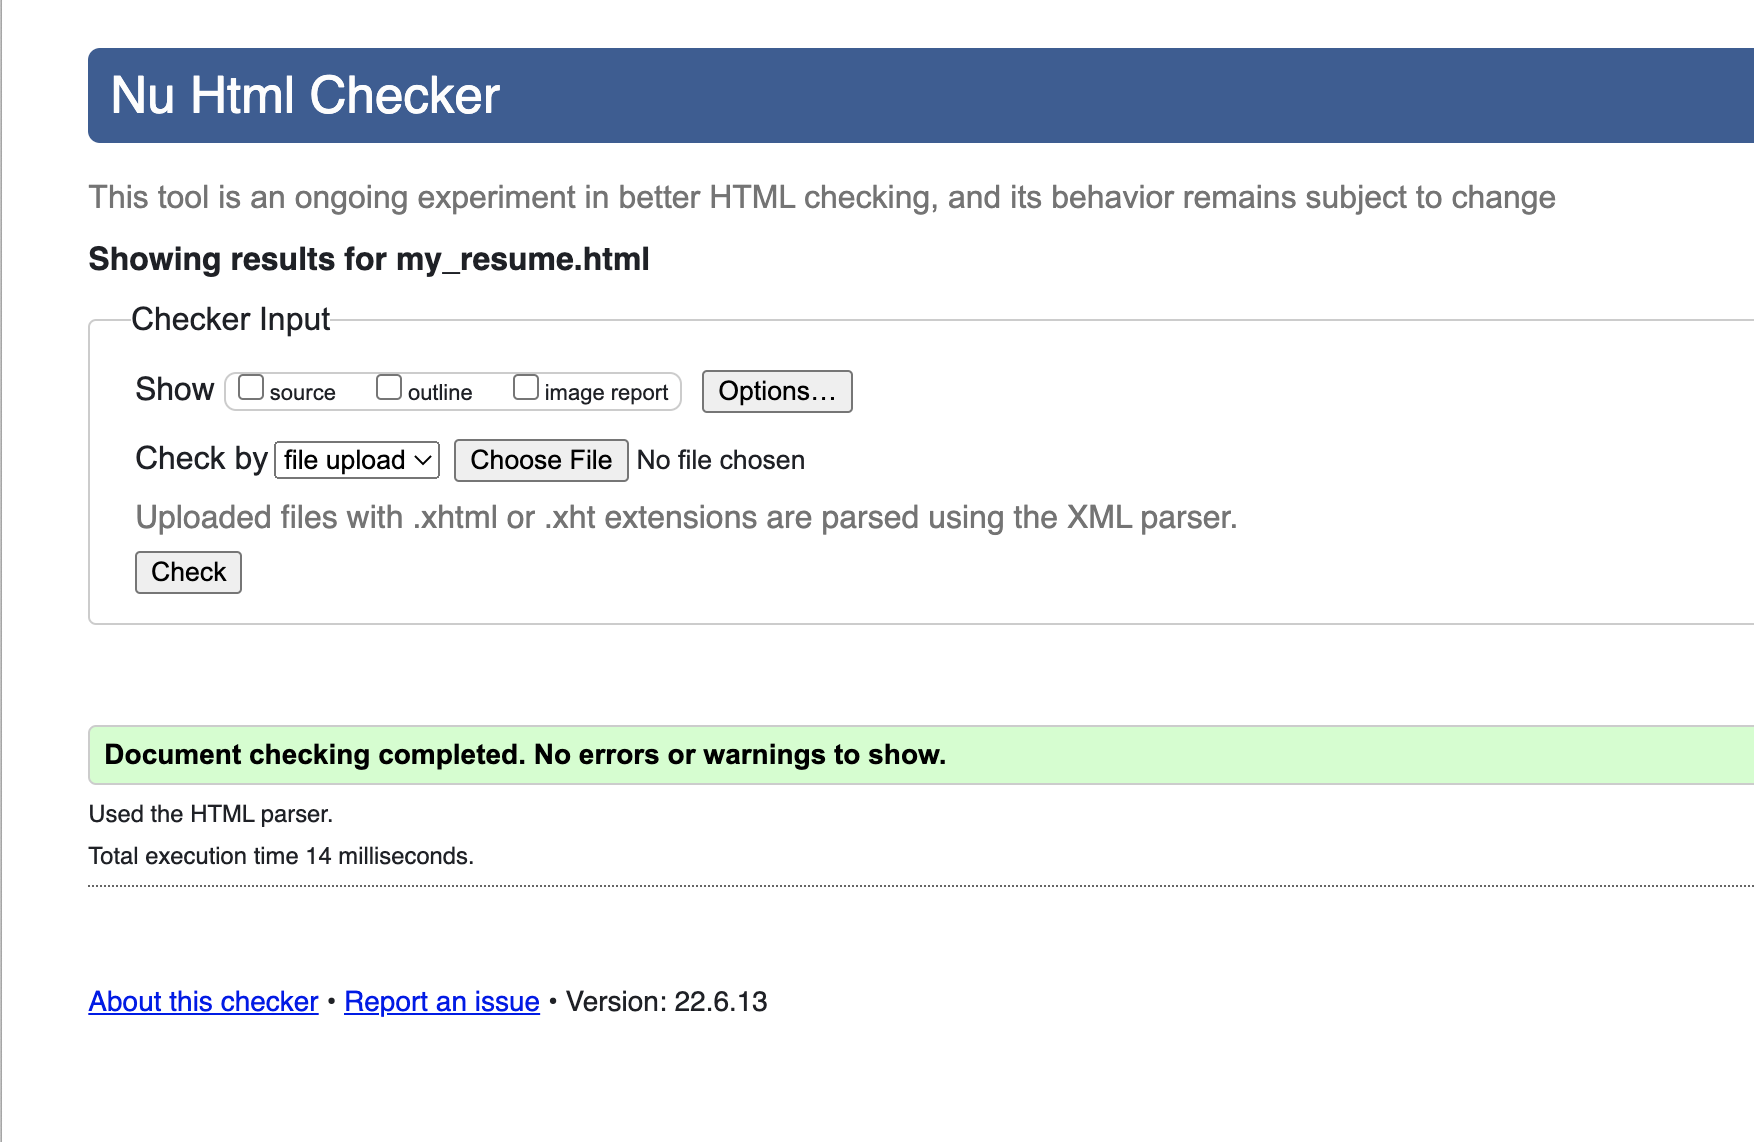 Nu Html Checker
This tool is an ongoing experiment in better HTML checking, and its behavior remains subject to change
Showing results for my_resume.html
Checker Input
Show source outline image report Options...
Check by file upload Choose File No file chosen
Uploaded files with .xhtml or .xht extensions are parsed using the XML parser.
Check
Document checking completed. No errors or warnings to show.
Used the HTML parser.
Total execution time 14 milliseconds.
About this checker • Report an issue • Version: 22.6.13